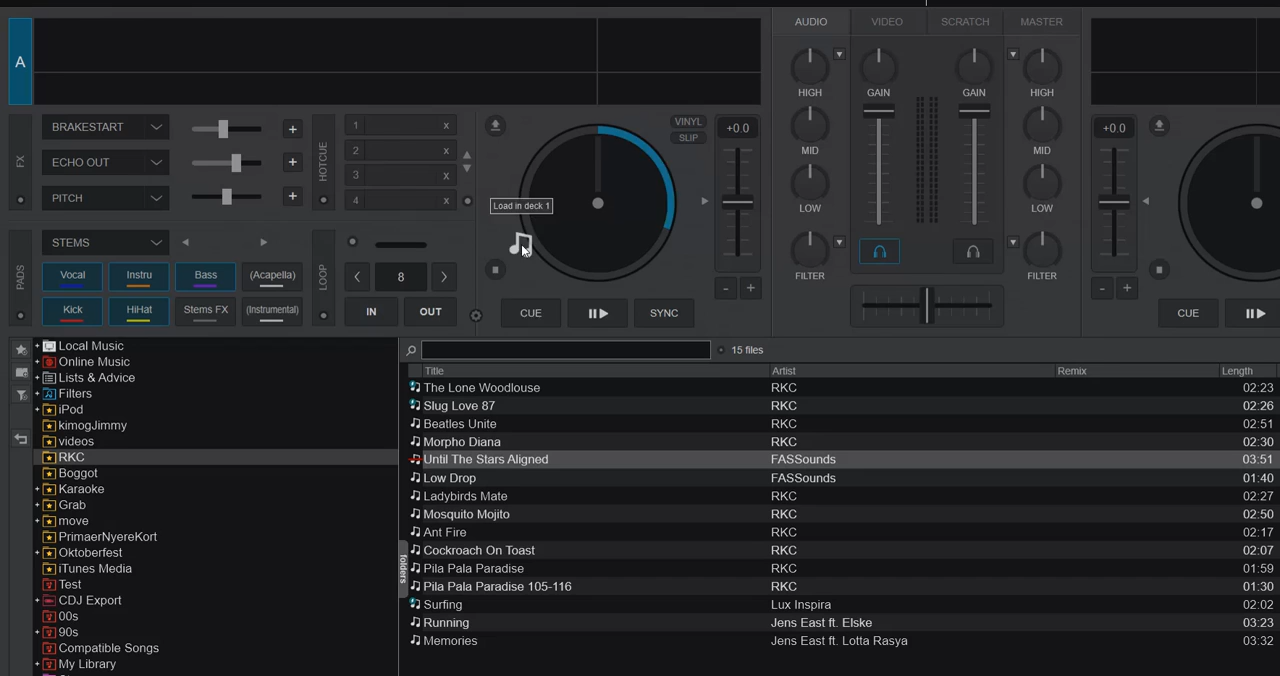 AUDIO VIDEO SCRATCH MASTER
A
HIGH GAIN GAIN HIGH
FX BRAKESTART + HOTCUE 1 x VINYL SLIP +0.0 +0.0
2 x
ECHO OUT + MID MID
3 x
PITCH + 4 x LOW LOW
Load in deck 1
PADS STEMS LOOP
Vocal Instru Bass (Acapella) 8 FILTER FILTER
Kick HiHat Stems FX (Instrumental) IN OUT CUE SYNC - + - + CUE
Local Music
Online Music
Lists & Advice
Filters
iPod
kimogJimmy
videos
RKC
Boggot
Karaoke
Grab
move
PrimaerNyereKort
Oktoberfest
iTunes Media
Test
CDJ Export
00s
90s
Compatible Songs
My Library
folders
15 files
Title Artist Remix Length
The Lone Woodlouse RKC 02:23
Slug Love 87 RKC 02:26
Beatles Unite RKC 02:51
Morpho Diana RKC 02:30
Until The Stars Aligned FASSounds 03:51
Low Drop FASSounds 01:40
Ladybirds Mate RKC 02:27
Mosquito Mojito RKC 02:50
Ant Fire RKC 02:17
Cockroach On Toast RKC 02:07
Pila Pala Paradise RKC 01:59
Pila Pala Paradise 105-116 RKC 01:30
Surfing Lux Inspira 02:02
Running Jens East ft. Elske 03:23
Memories Jens East ft. Lotta Rasya 03:32